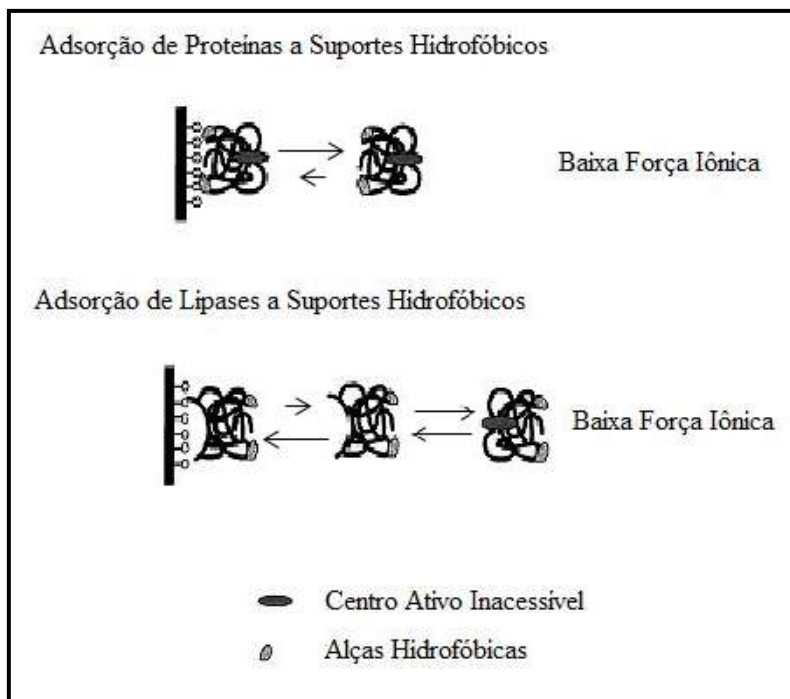 Adsorção de Proteínas a Suportes Hidrofóbicos
Baixa Força Iônica
Adsorção de Lipases a Suportes Hidrofóbicos
Baixa Força Iônica
Centro Ativo Inacessível
Alças Hidrofóbicas